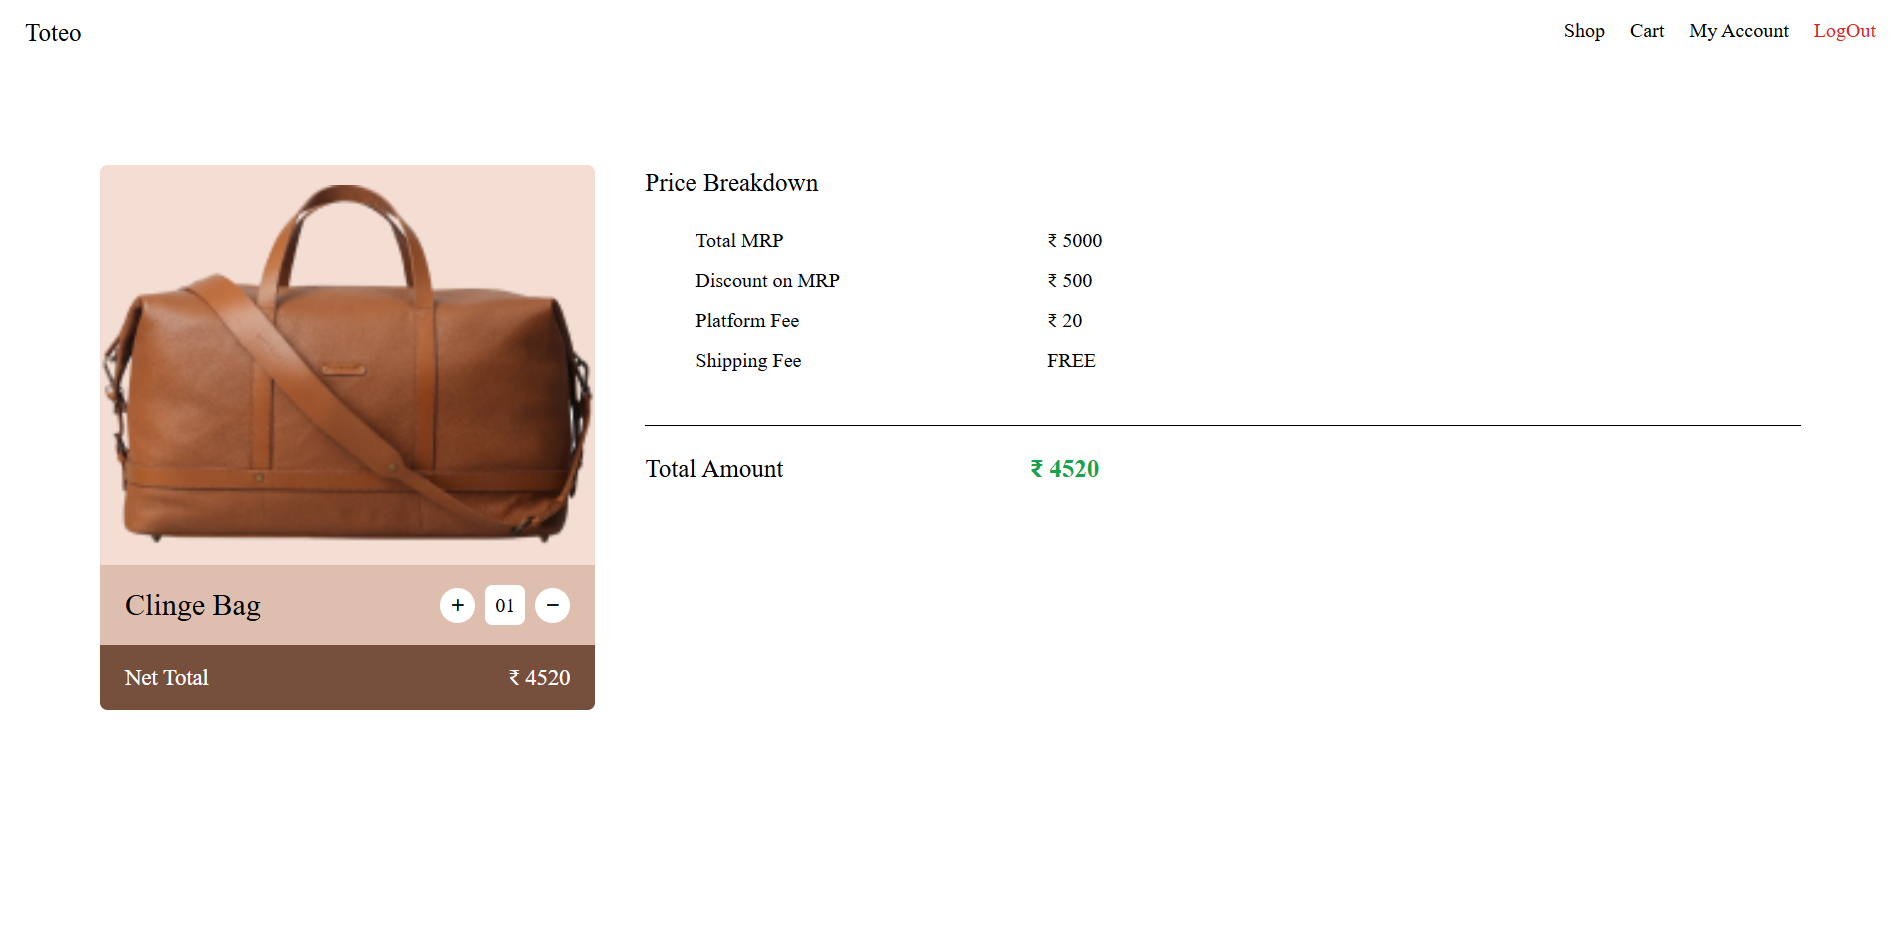 Toteo
Shop Cart My Account LogOut
Price Breakdown
Total MRP ₹ 5000
Discount on MRP ₹ 500
Platform Fee ₹ 20
Shipping Fee FREE
Total Amount ₹ 4520
Clinge Bag + 01 −
Net Total ₹ 4520